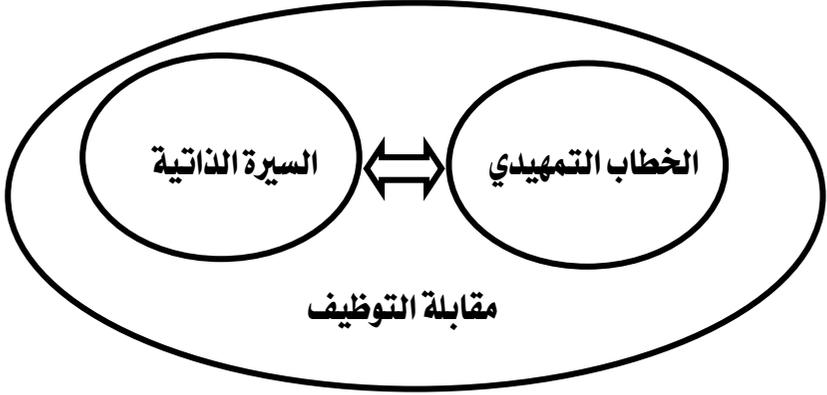 الخطاب التمهيدي
السيرة الذاتية
مقابلة التوظيف